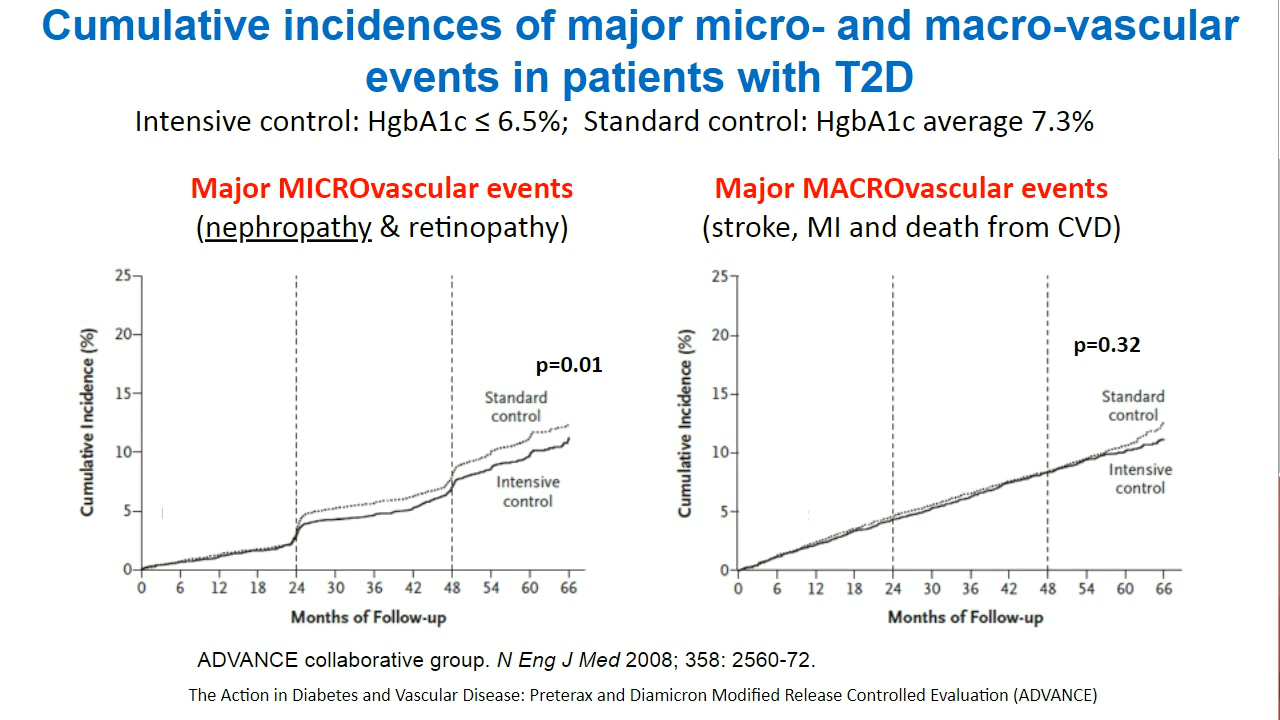 Cumulative incidences of major micro- and macro-vascular
events in patients with T2D
Intensive control: HgbA1c ≤ 6.5%;  Standard control: HgbA1c average 7.3%
Major MICROvascular events
(nephropathy & retinopathy)
Cumulative Incidence (%)
25
20
15
10
5
0
p=0.01
Standard
control
Intensive
control
0 6 12 18 24 30 36 42 48 54 60 66
Months of Follow-up
Major MACROvascular events
(stroke, MI and death from CVD)
Cumulative Incidence (%)
25
20
15
10
5
0
p=0.32
Standard
control
Intensive
control
0 6 12 18 24 30 36 42 48 54 60 66
Months of Follow-up
ADVANCE collaborative group. N Eng J Med 2008; 358: 2560-72.
The Action in Diabetes and Vascular Disease: Preterax and Diamicron Modified Release Controlled Evaluation (ADVANCE)